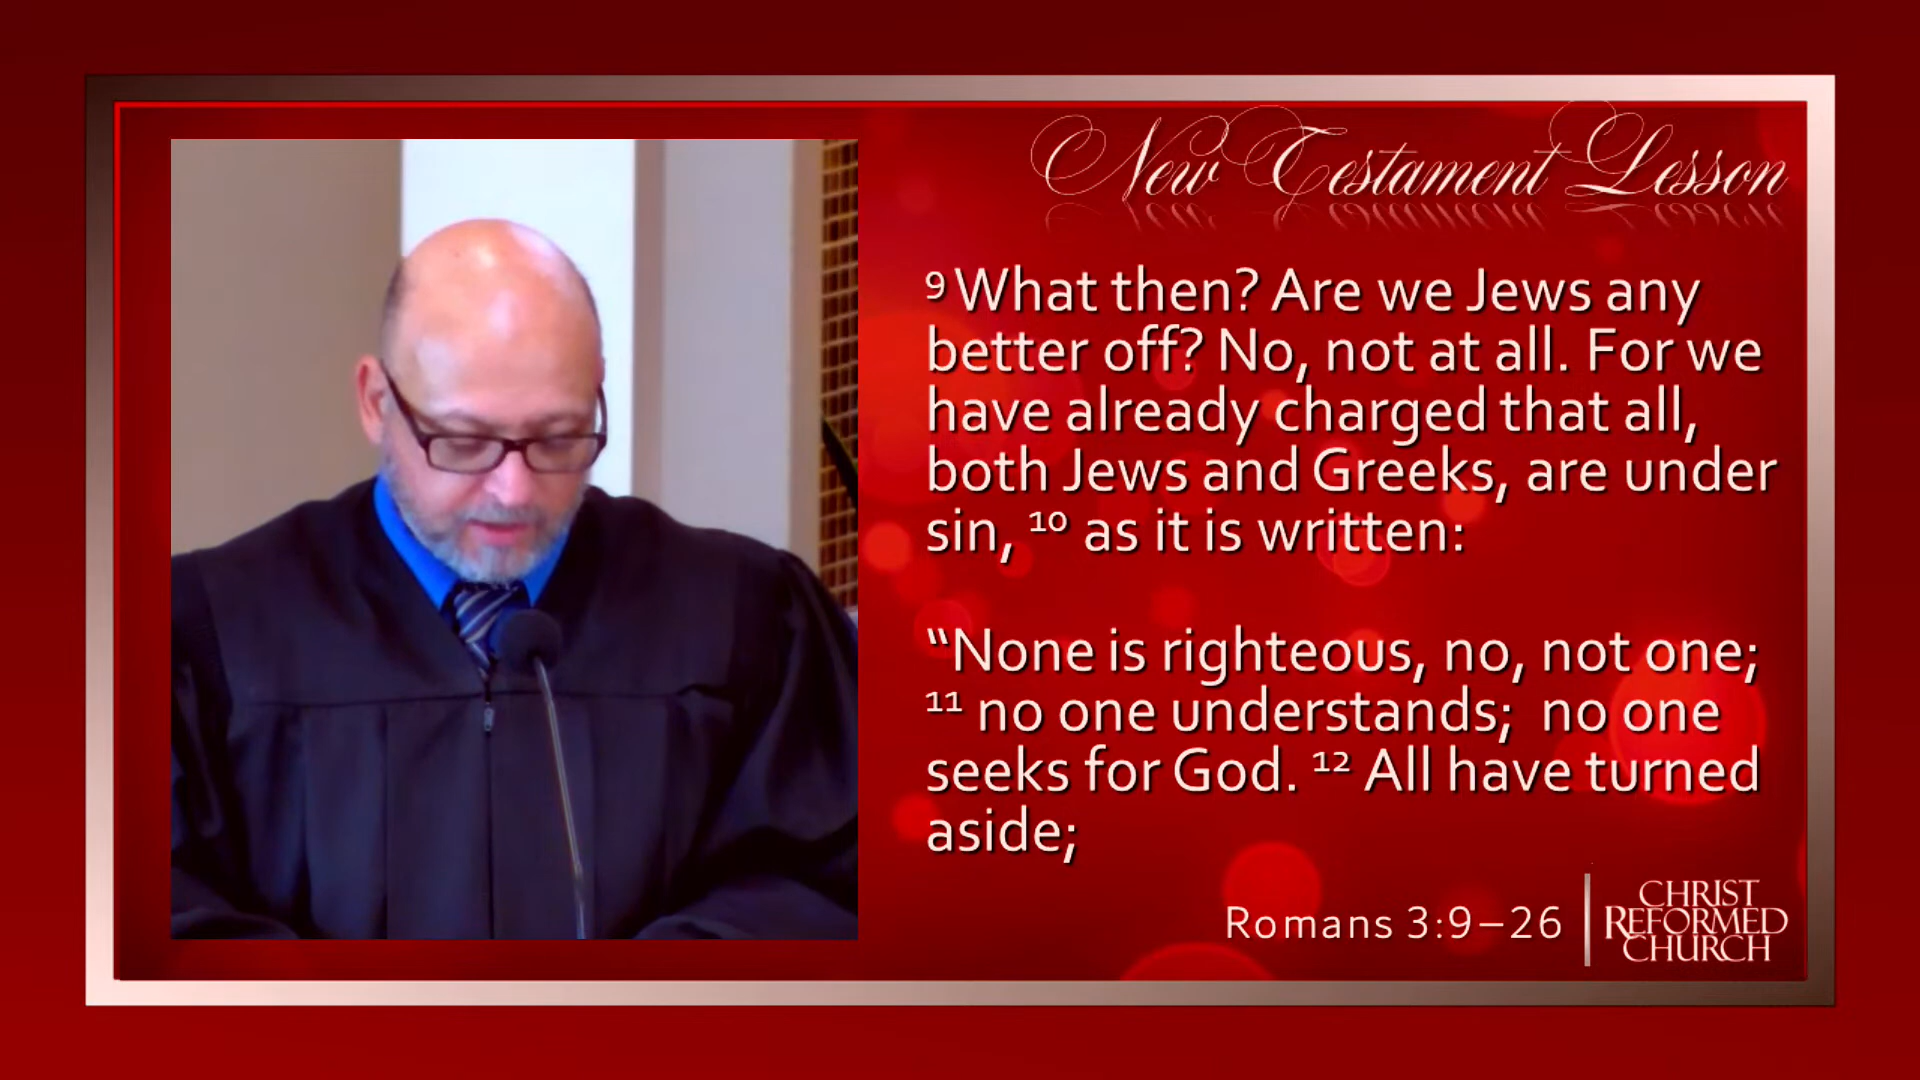 New Testament Lesson
9 What then? Are we Jews any
better off? No, not at all. For we
have already charged that all,
both Jews and Greeks, are under
sin, 10 as it is written:
“None is righteous, no, not one;
11 no one understands; no one
seeks for God. 12 All have turned
aside;
Romans 3:9–26
CHRIST
REFORMED
CHURCH